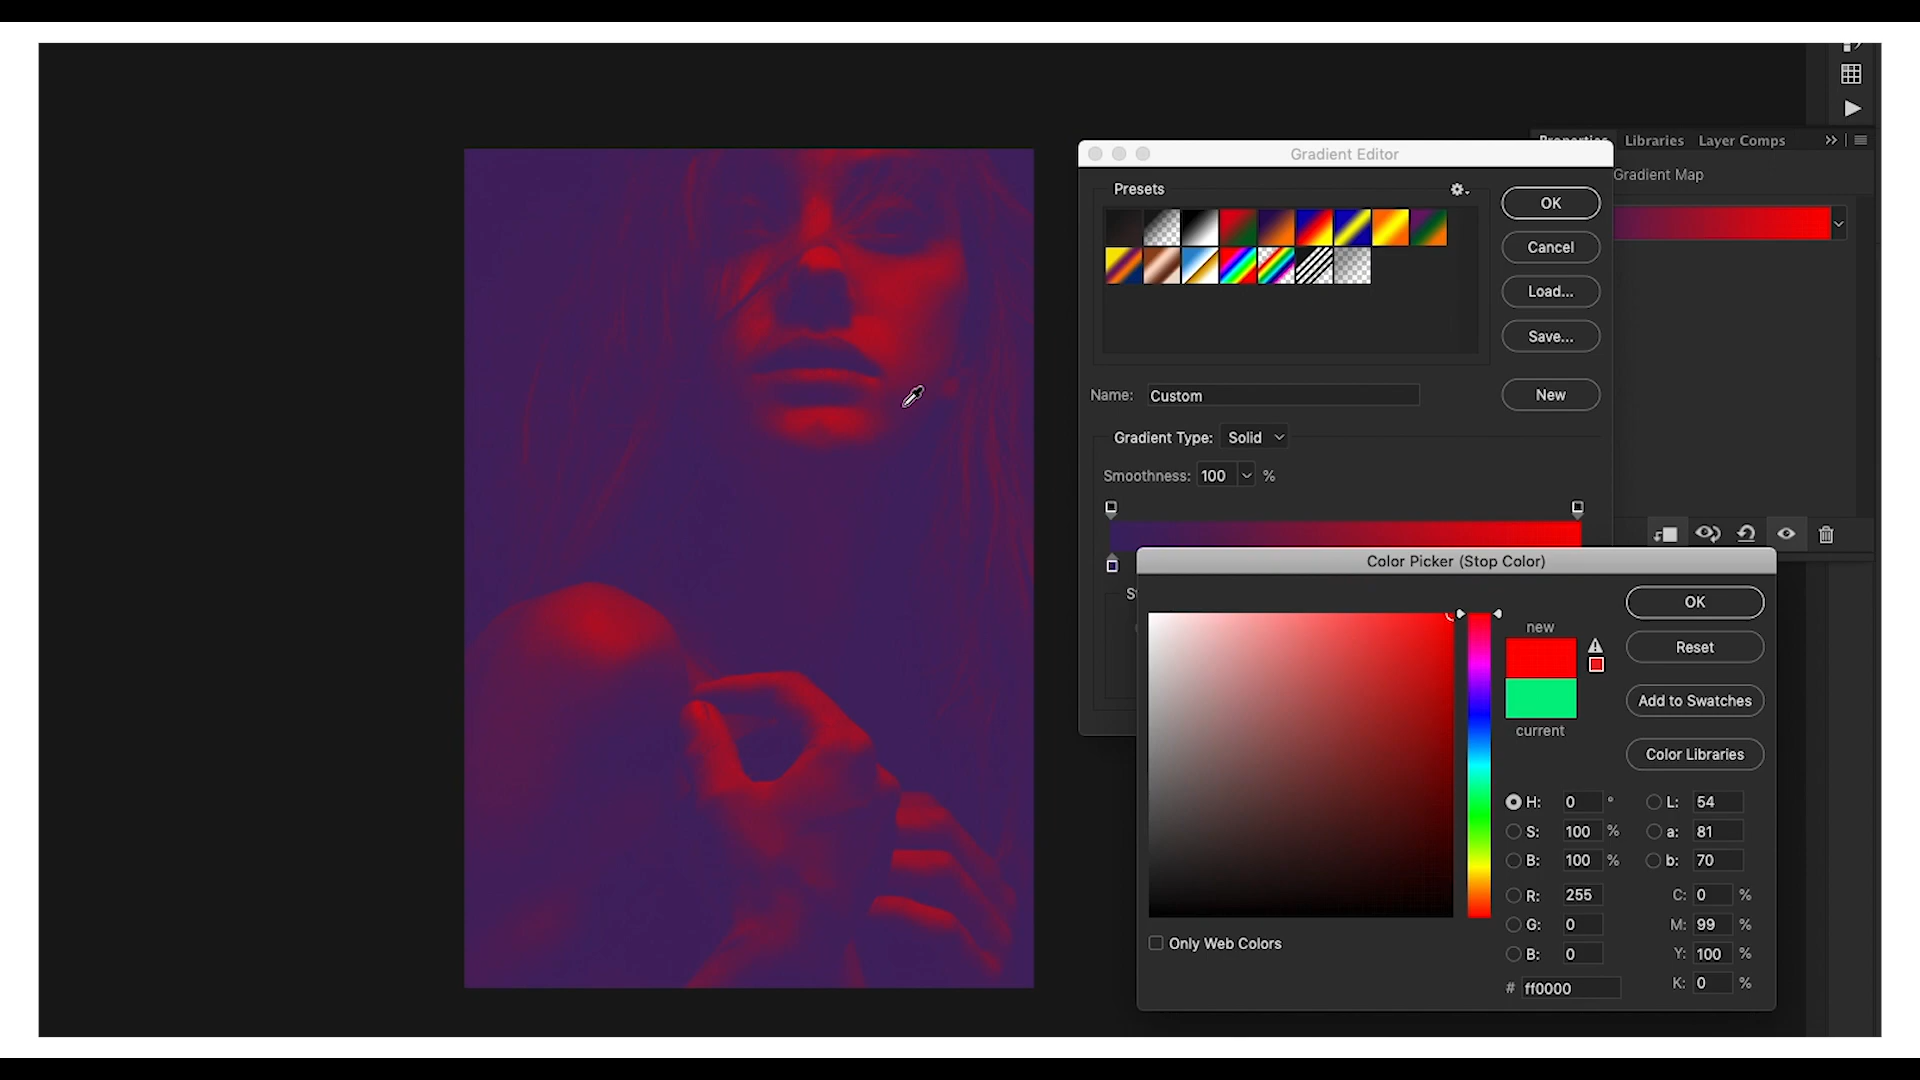 Properties Libraries Layer Comps
Gradient Editor
Gradient Map
Presets
OK
Cancel
Load...
Save...
Name: Custom
New
Gradient Type: Solid
Smoothness: 100 %
Color Picker (Stop Color)
OK
new
Reset
Add to Swatches
current
Color Libraries
H: 0 ° L: 54
S: 100 % a: 81
B: 100 % b: 70
R: 255 C: 0 %
G: 0 M: 99 %
B: 0 Y: 100 %
# ff0000 K: 0 %
Only Web Colors